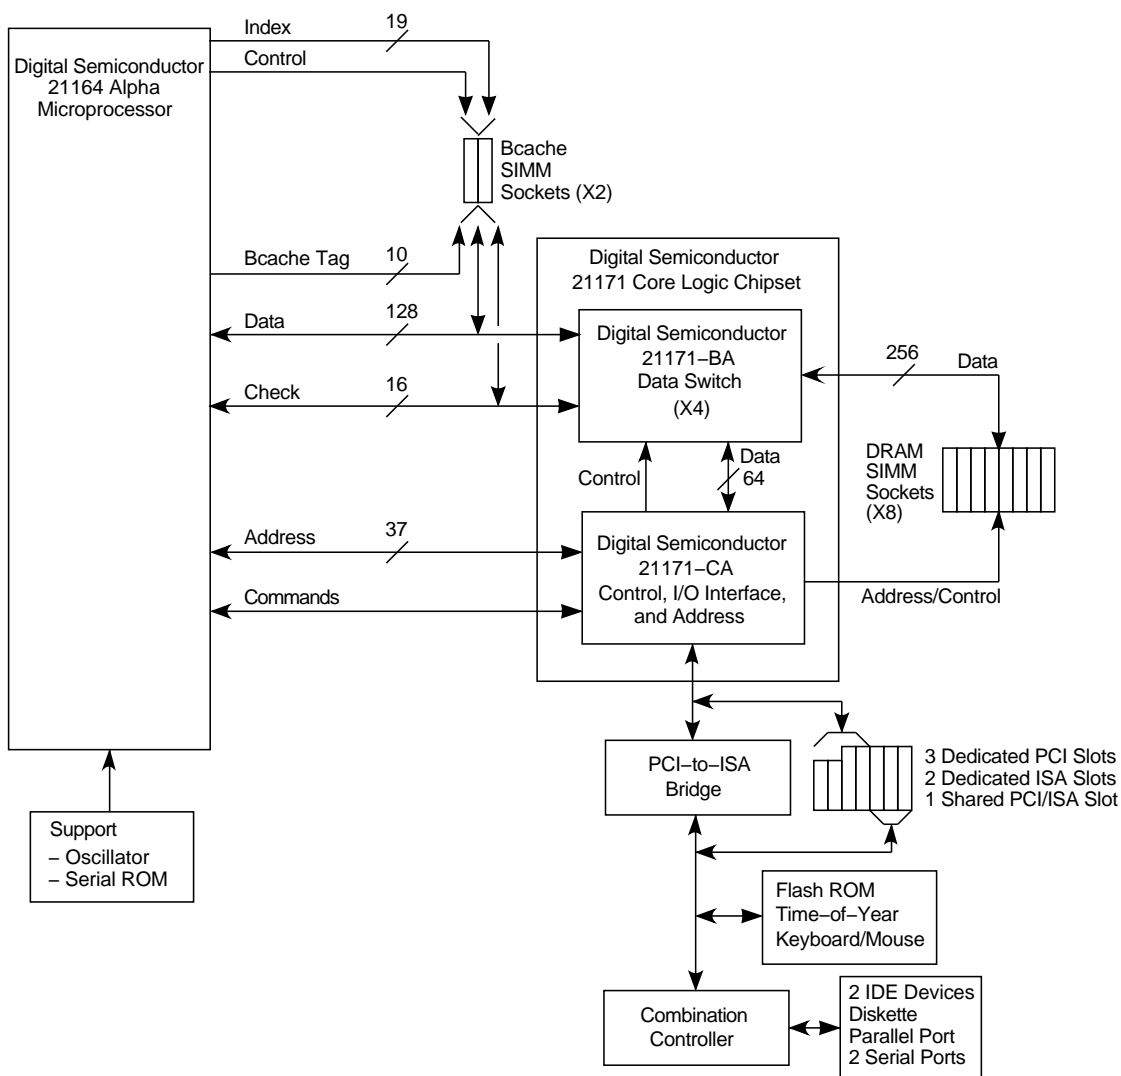 Index
19
Control
Digital Semiconductor
21164 Alpha
Microprocessor
Bcache
SIMM
Sockets (X2)
Bcache Tag
10
Digital Semiconductor
21171 Core Logic Chipset
Data
128
Digital Semiconductor
21171–BA
Data Switch
(X4)
256
Data
Check
16
Control
Data
64
DRAM
SIMM
Sockets
(X8)
Address
37
Digital Semiconductor
21171–CA
Control, I/O Interface,
and Address
Commands
Address/Control
PCI–to–ISA
Bridge
3 Dedicated PCI Slots
2 Dedicated ISA Slots
1 Shared PCI/ISA Slot
Support
– Oscillator
– Serial ROM
Flash ROM
Time–of–Year
Keyboard/Mouse
Combination
Controller
2 IDE Devices
Diskette
Parallel Port
2 Serial Ports